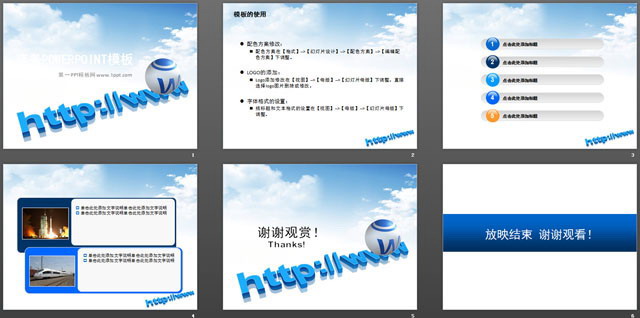 POWERPOINT模板
第一PPT模板网 www.1ppt.com
W
http://www
1
模板的使用
配色方案修改：
配色方案在【格式】-->【幻灯片设计】-->【配色方案】-->【编辑配色方案】下调整。
LOGO的添加：
Logo添加修改在【视图】-->【母版】-->【幻灯片母版】下调整。直接选择logo图片删除或修改。
字体格式的设置：
统标题和文本格式的设置在【视图】-->【母版】-->【幻灯片母版】下调整。
http://www
2
1 点击此处添加标题
2 点击此处添加标题
3 点击此处添加标题
4 点击此处添加标题
5 点击此处添加标题
http://www
3
单击此处添加文字说明单击此处添加文字说明
单击此处添加文字说明单击此处添加文字说明
单击此处添加文字说明单击此处添加文字说明
单击此处添加文字说明单击此处添加文字说明
http://www
4
谢谢观赏！
Thanks!
W
http://www
5
放映结束 谢谢观看！
6